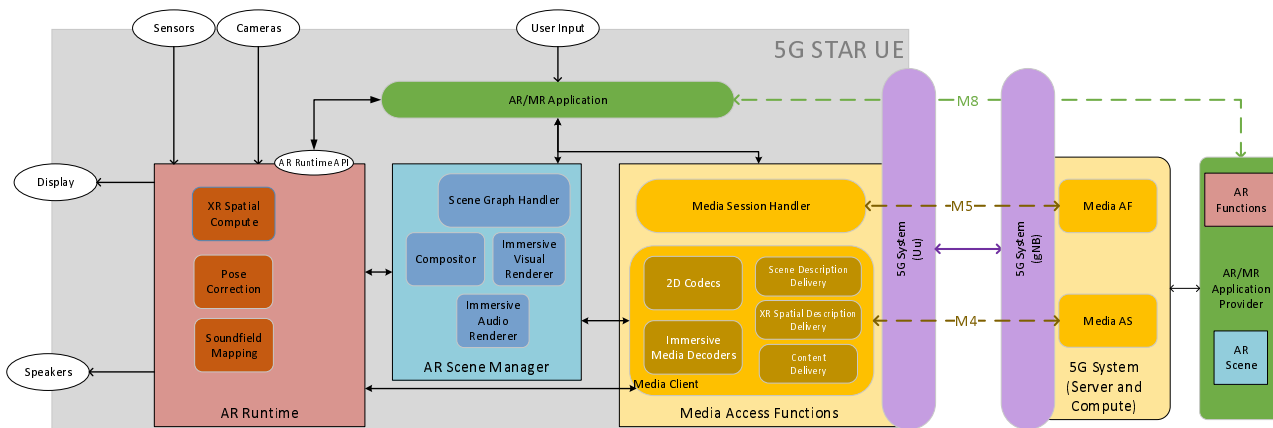 Sensors
Cameras
User Input
5G STAR UE
AR/MR Application
M8
AR Runtime API
Display
XR Spatial
Compute
Scene Graph Handler
Media Session Handler
M5
Media AF
AR
Functions
5G System
(Uu)
5G System
(gNB)
Compositor
Immersive
Visual
Renderer
2D Codecs
Scene Description
Delivery
Pose
Correction
AR/MR
Application
Provider
Immersive
Audio
Renderer
XR Spatial Description
Delivery
M4
Media AS
Soundfield
Mapping
Immersive
Media Decoders
Content
Delivery
AR
Scene
Speakers
AR Scene Manager
Media Client
5G System
(Server and
Compute)
AR Runtime
Media Access Functions